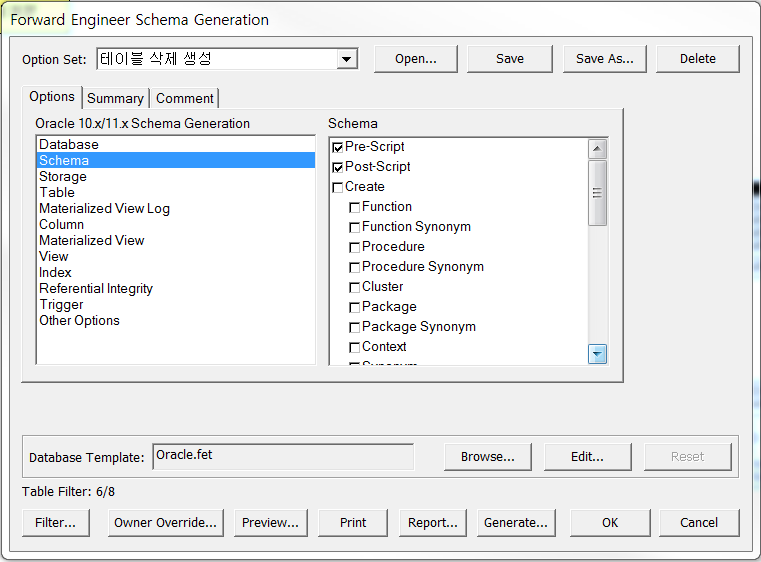 Forward Engineer Schema Generation
Option Set: 테이블 삭제 생성 Open... Save Save As... Delete
Options Summary Comment
Oracle 10.x/11.x Schema Generation
Database
Schema
Storage
Table
Materialized View Log
Column
Materialized View
View
Index
Referential Integrity
Trigger
Other Options
Schema
Pre-Script
Post-Script
Create
Function
Function Synonym
Procedure
Procedure Synonym
Cluster
Package
Package Synonym
Context
Database Template: Oracle.fet Browse... Edit... Reset
Table Filter: 6/8
Filter... Owner Override... Preview... Print Report... Generate... OK Cancel